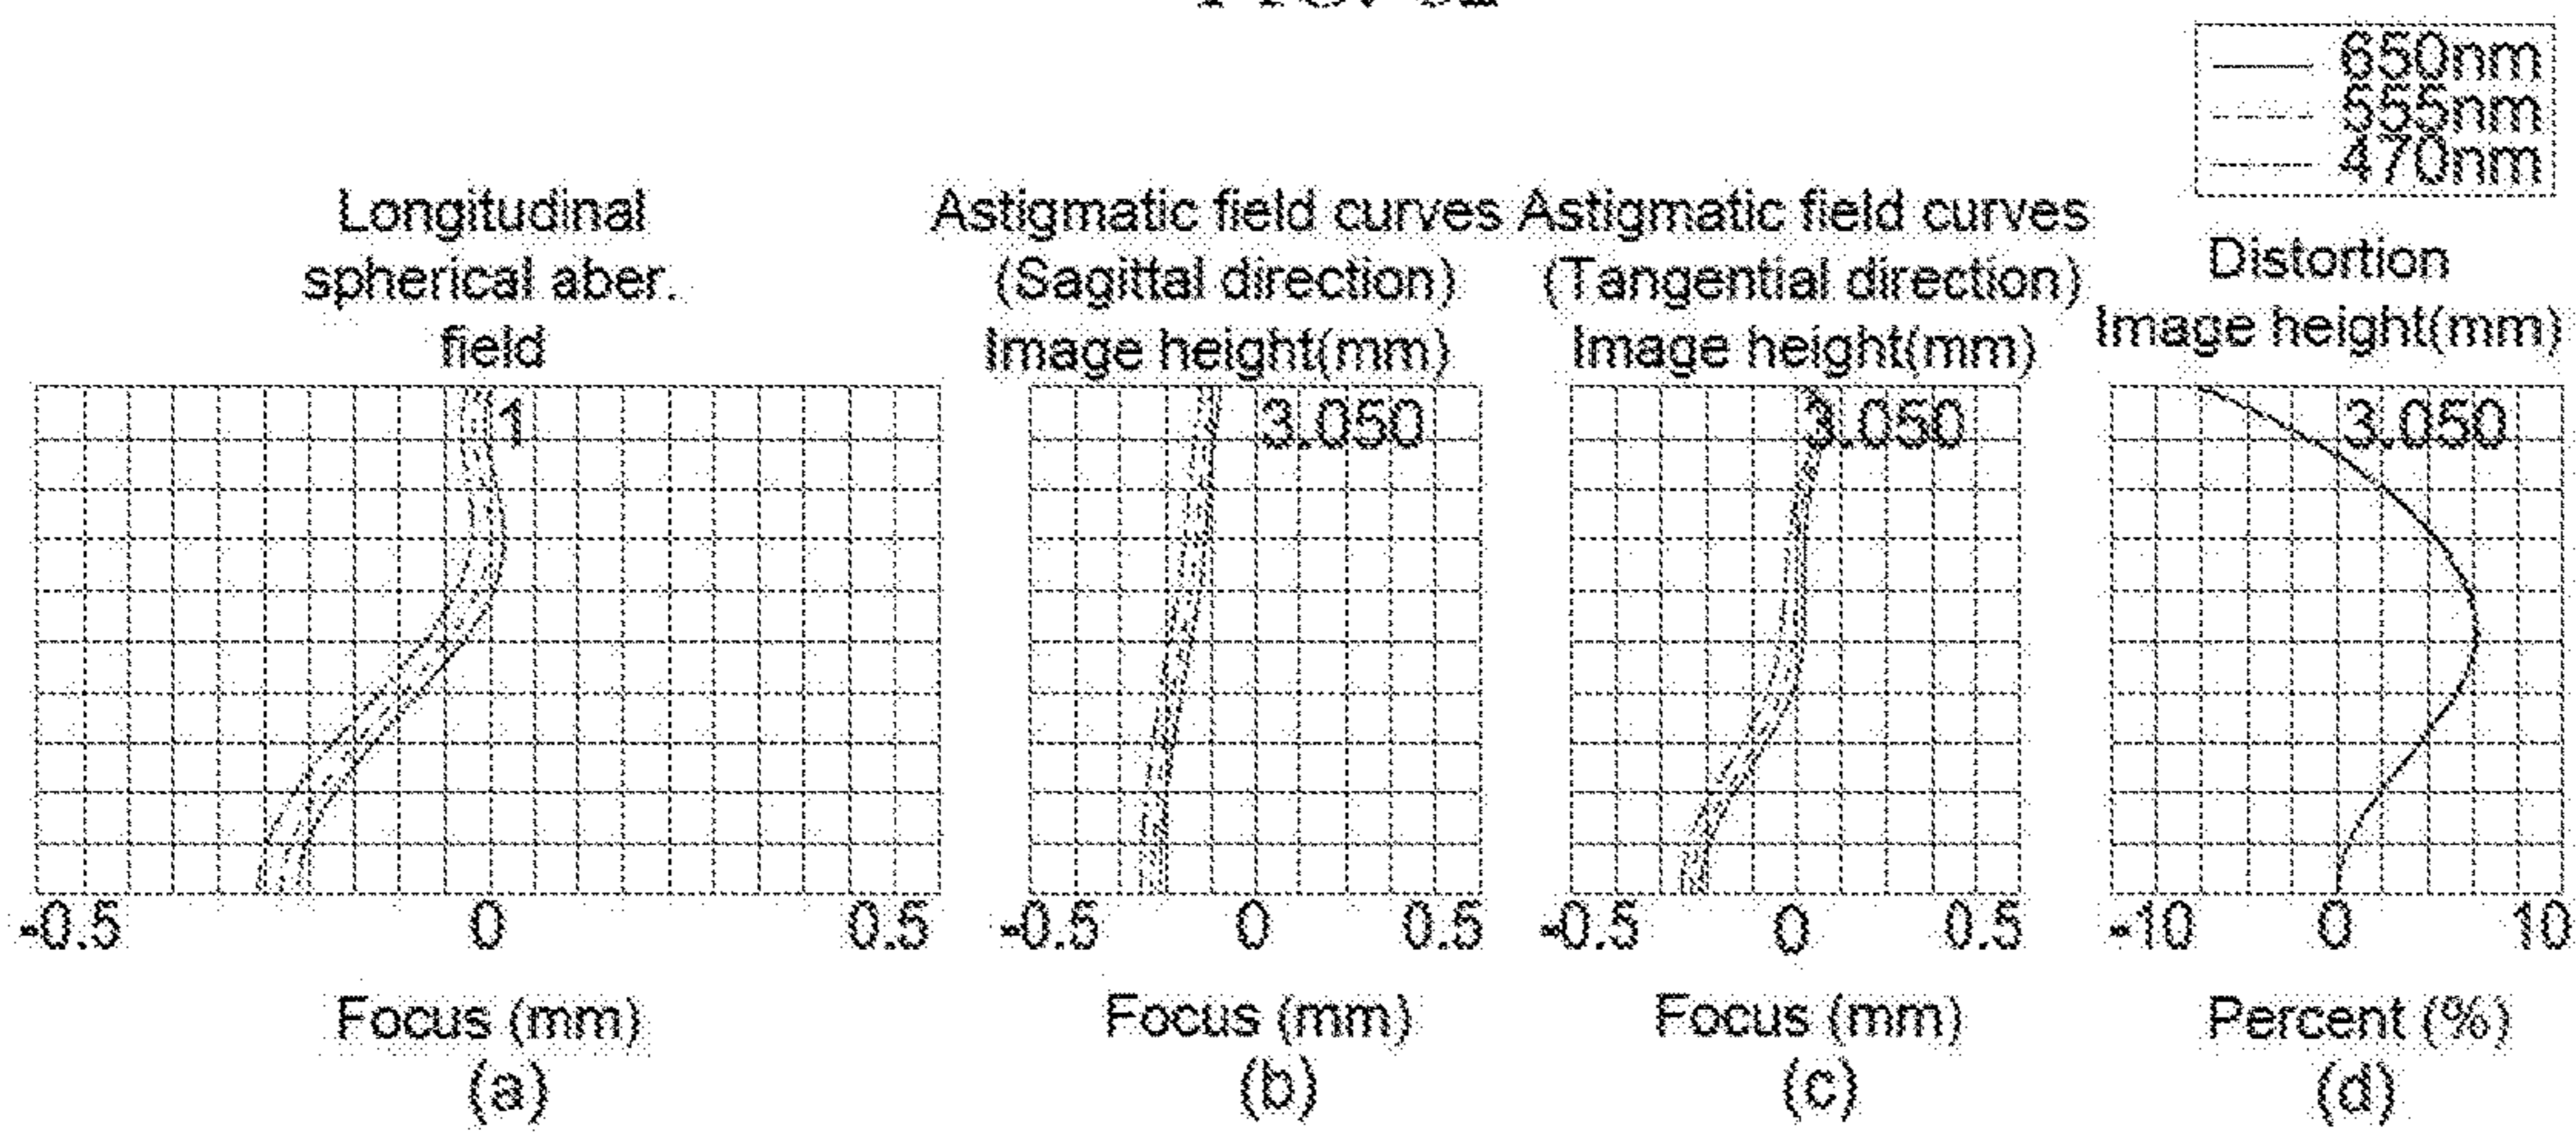 650nm
555nm
470nm
Longitudinal
spherical aber.
field
1
-0.5
0
0.5
Focus (mm)
(a)
Astigmatic field curves
(Sagittal direction)
Image height(mm)
3.050
-0.5
0
0.5
Focus (mm)
(b)
Astigmatic field curves
(Tangential direction)
Image height(mm)
3.050
-0.5
0
0.5
Focus (mm)
(c)
Distortion
Image height(mm)
3.050
-10
0
10
Percent (%)
(d)